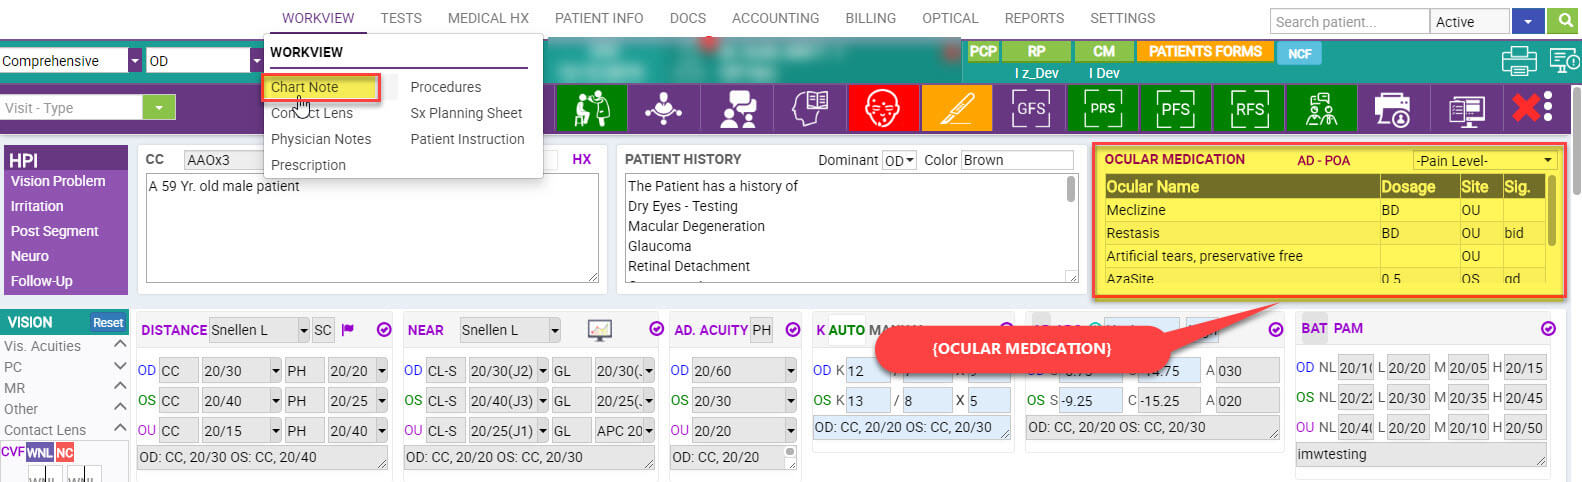 WORKVIEW TESTS MEDICAL HX PATIENT INFO DOCS ACCOUNTING BILLING OPTICAL REPORTS SETTINGS Search patient... Active
Comprehensive OD
WORKVIEW
Chart Note Procedures
Contact Lens Sx Planning Sheet
Physician Notes Patient Instruction
Prescription
PCP RP CM PATIENTS FORMS NCF
I z_Dev I Dev
Visit - Type
GFS PRS PFS RFS
HPI
Vision Problem
Irritation
Post Segment
Neuro
Follow-Up
CC AAOx3 HX
A 59 Yr. old male patient
PATIENT HISTORY Dominant OD Color Brown
The Patient has a history of
Dry Eyes - Testing
Macular Degeneration
Glaucoma
Retinal Detachment
OCULAR MEDICATION AD - POA -Pain Level-
Ocular Name Dosage Site Sig.
Meclizine BD OU
Restasis BD OU bid
Artificial tears, preservative free OU
AzaSite 0.5 OS qd
{OCULAR MEDICATION}
VISION Reset
Vis. Acuities
PC
MR
Other
Contact Lens
CVF WNL NC
DISTANCE Snellen L SC
OD CC 20/30 PH 20/20
OS CC 20/40 PH 20/25
OU CC 20/15 PH 20/40
OD: CC, 20/30 OS: CC, 20/40
NEAR Snellen L
OD CL-S 20/30(J2) GL 20/30(.
OS CL-S 20/40(J3) GL 20/25(.
OU CL-S 20/25(J1) GL APC 20
OD: CC, 20/20 OS: CC, 20/30
AD. ACUITY PH
OD 20/60
OS 20/30
OU 20/20
OD: CC, 20/20
K AUTO
OD K 12
OS K 13 / 8 X 5
OD: CC, 20/20 OS: CC, 20/30
-14.75 A 030
OS S -9.25 C -15.25 A 020
OD: CC, 20/20 OS: CC, 20/30
BAT PAM
OD NL 20/10 L 20/20 M 20/05 H 20/15
OS NL 20/2 L 20/30 M 20/35 H 20/45
OU NL 20/4 L 20/20 M 20/10 H 20/50
imwtesting